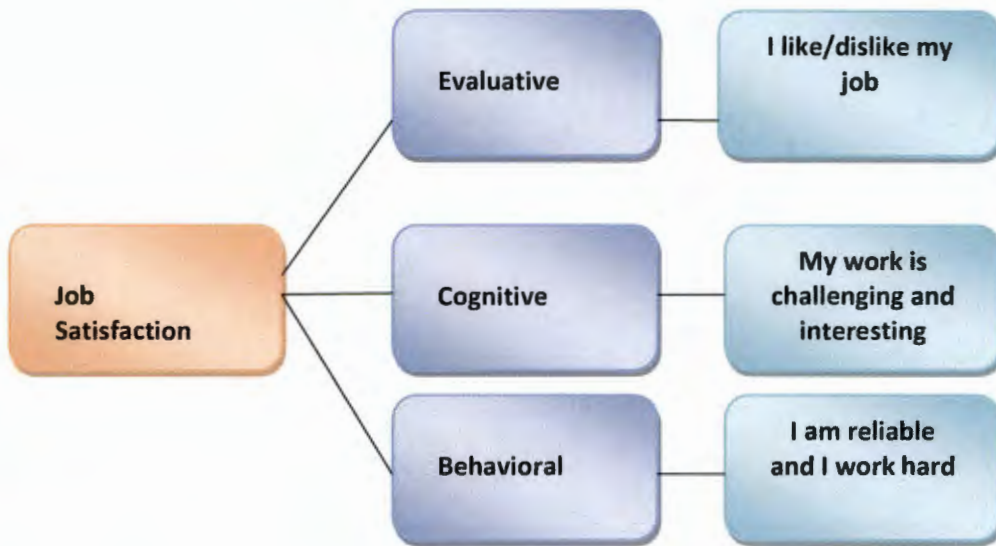 Evaluative
I like/dislike my
job
Job
Satisfaction
Cognitive
My work is
challenging and
interesting
Behavioral
I am reliable
and I work hard